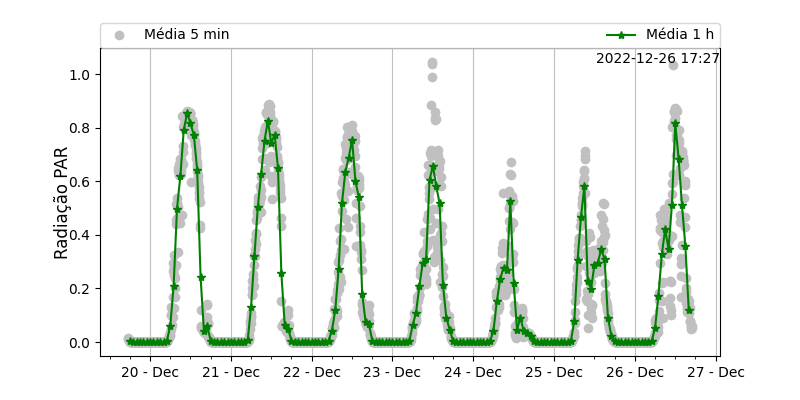 Média 5 min
Média 1 h
2022-12-26 17:27
Radiação PAR
1.0
0.8
0.6
0.4
0.2
0.0
20 - Dec
21 - Dec
22 - Dec
23 - Dec
24 - Dec
25 - Dec
26 - Dec
27 - Dec